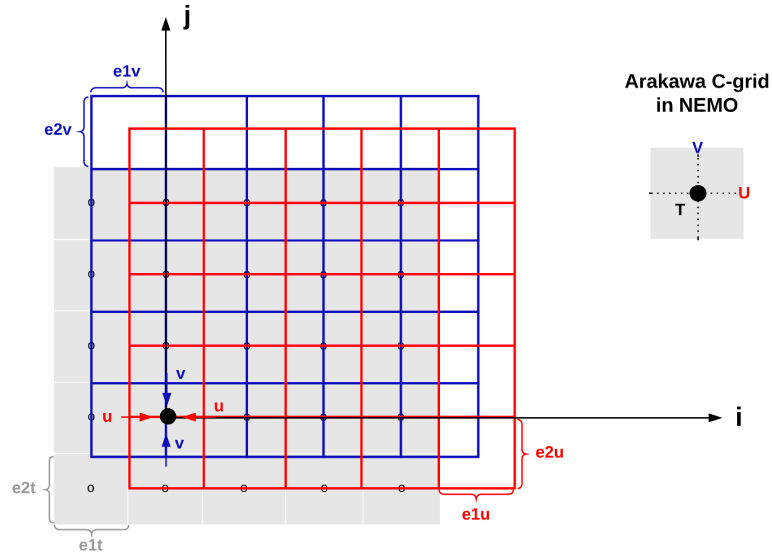 j
e1v
Arakawa C-grid
in NEMO
e2v
V
U
T
v
u
u
v
i
e2u
e2t
o o o o o
e1u
e1t